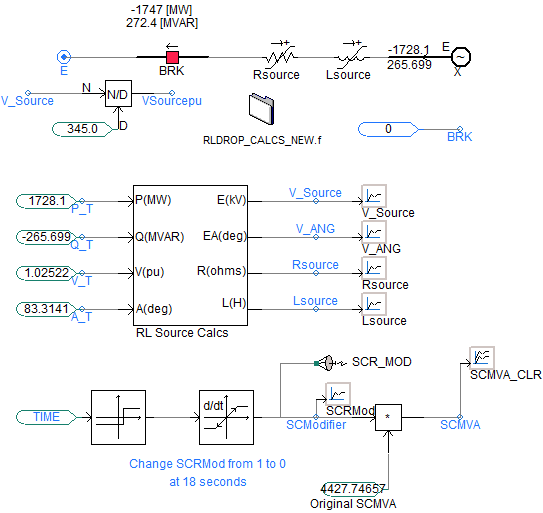 -1747 [MW]
272.4 [MVAR]
E
BRK
Rsource
Lsource
-1728.1
265.699
E
X
V_Source
N
N/D
D
VSourcepu
345.0
RLDROP_CALCS_NEW.f
0
BRK
1728.1
P_T
P(MW)
E(kV)
V_Source
V_Source
-265.699
Q_T
Q(MVAR)
EA(deg)
V_ANG
V_ANG
1.02522
V_T
V(pu)
R(ohms)
Rsource
Rsource
83.3141
A_T
A(deg)
L(H)
Lsource
Lsource
RL Source Calcs
SCR_MOD
SCMVA_CLR
TIME
d/dt
SCRMod
SCModifier
*
SCMVA
Change SCRMod from 1 to 0
at 18 seconds
4427.74657
Original SCMVA